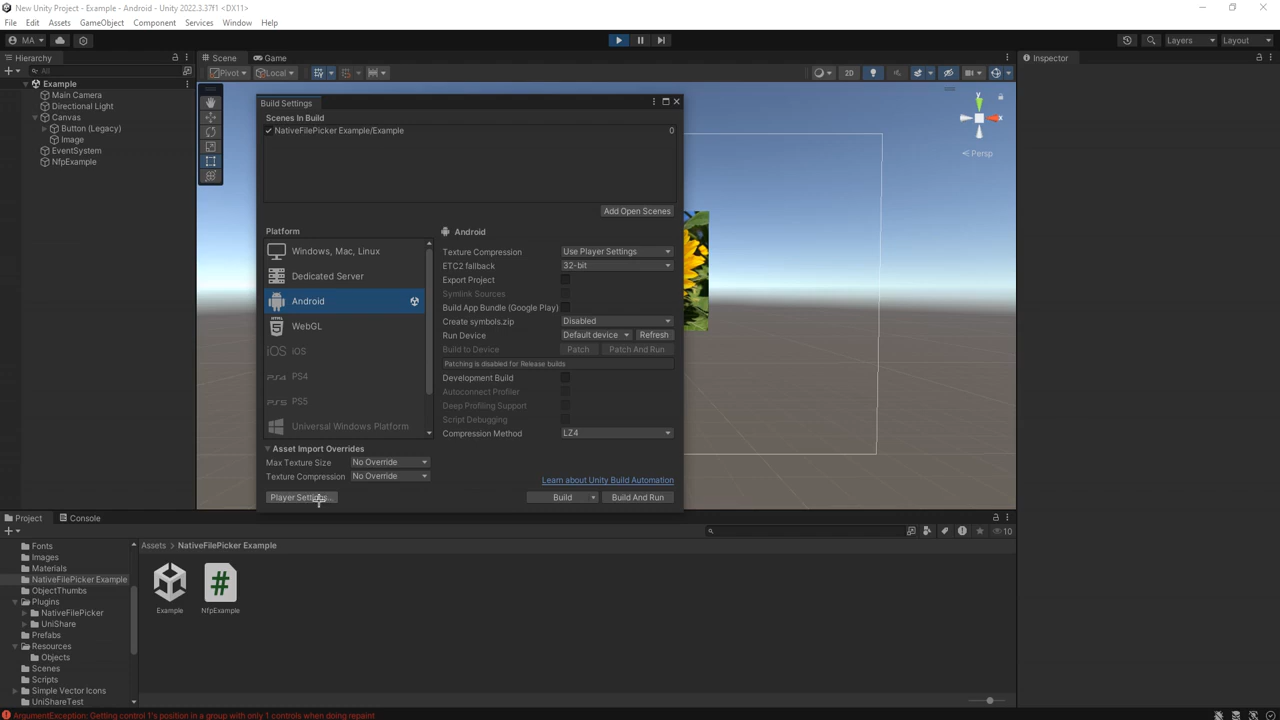 New Unity Project - Example - Android - Unity 2022.3.37f1 <DX11>
File Edit Assets GameObject Component Services Window Help
MA
Layers Layout
Hierarchy
All
Example
Main Camera
Directional Light
Canvas
Button (Legacy)
Image
EventSystem
NfpExample
Scene Game
Pivot Local
2D
y
x
Persp
Inspector
Build Settings
Scenes In Build
NativeFilePicker Example/Example 0
Add Open Scenes
Platform
Windows, Mac, Linux
Dedicated Server
Android
HTML
5
WebGL
iOS iOS
PS4 PS4
PS5 PS5
Universal Windows Platform
Android
Texture Compression Use Player Settings
ETC2 fallback 32-bit
Export Project
Symlink Sources
Build App Bundle (Google Play)
Create symbols.zip Disabled
Run Device Default device Refresh
Build to Device Patch Patch And Run
Patching is disabled for Release builds
Development Build
Autoconnect Profiler
Deep Profiling Support
Script Debugging
Compression Method LZ4
Asset Import Overrides
Max Texture Size No Override
Texture Compression No Override
Learn about Unity Build Automation
Player Settings... Build Build And Run
Project Console
10
Fonts
Images
Materials
NativeFilePicker Example
ObjectThumbs
Plugins
NativeFilePicker
UniShare
Prefabs
Resources
Objects
Scenes
Scripts
Simple Vector Icons
UniShareTest
Assets > NativeFilePicker Example
#
Example NfpExample
ArgumentException: Getting control 1's position in a group with only 1 controls when doing repaint